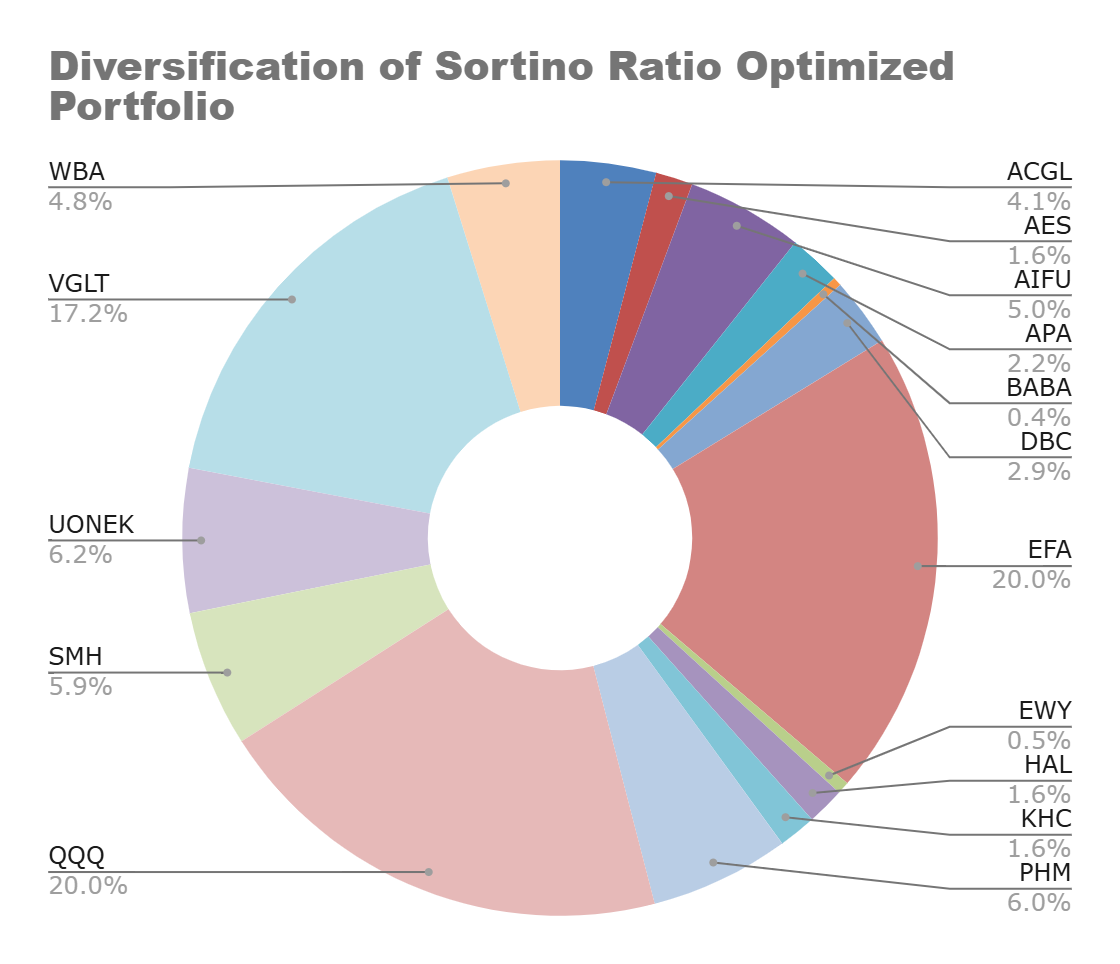 Diversification of Sortino Ratio Optimized
Portfolio
WBA
4.8%
VGLT
17.2%
UONEK
6.2%
SMH
5.9%
QQQ
20.0%
ACGL
4.1%
AES
1.6%
AIFU
5.0%
APA
2.2%
BABA
0.4%
DBC
2.9%
EFA
20.0%
EWY
0.5%
HAL
1.6%
KHC
1.6%
PHM
6.0%